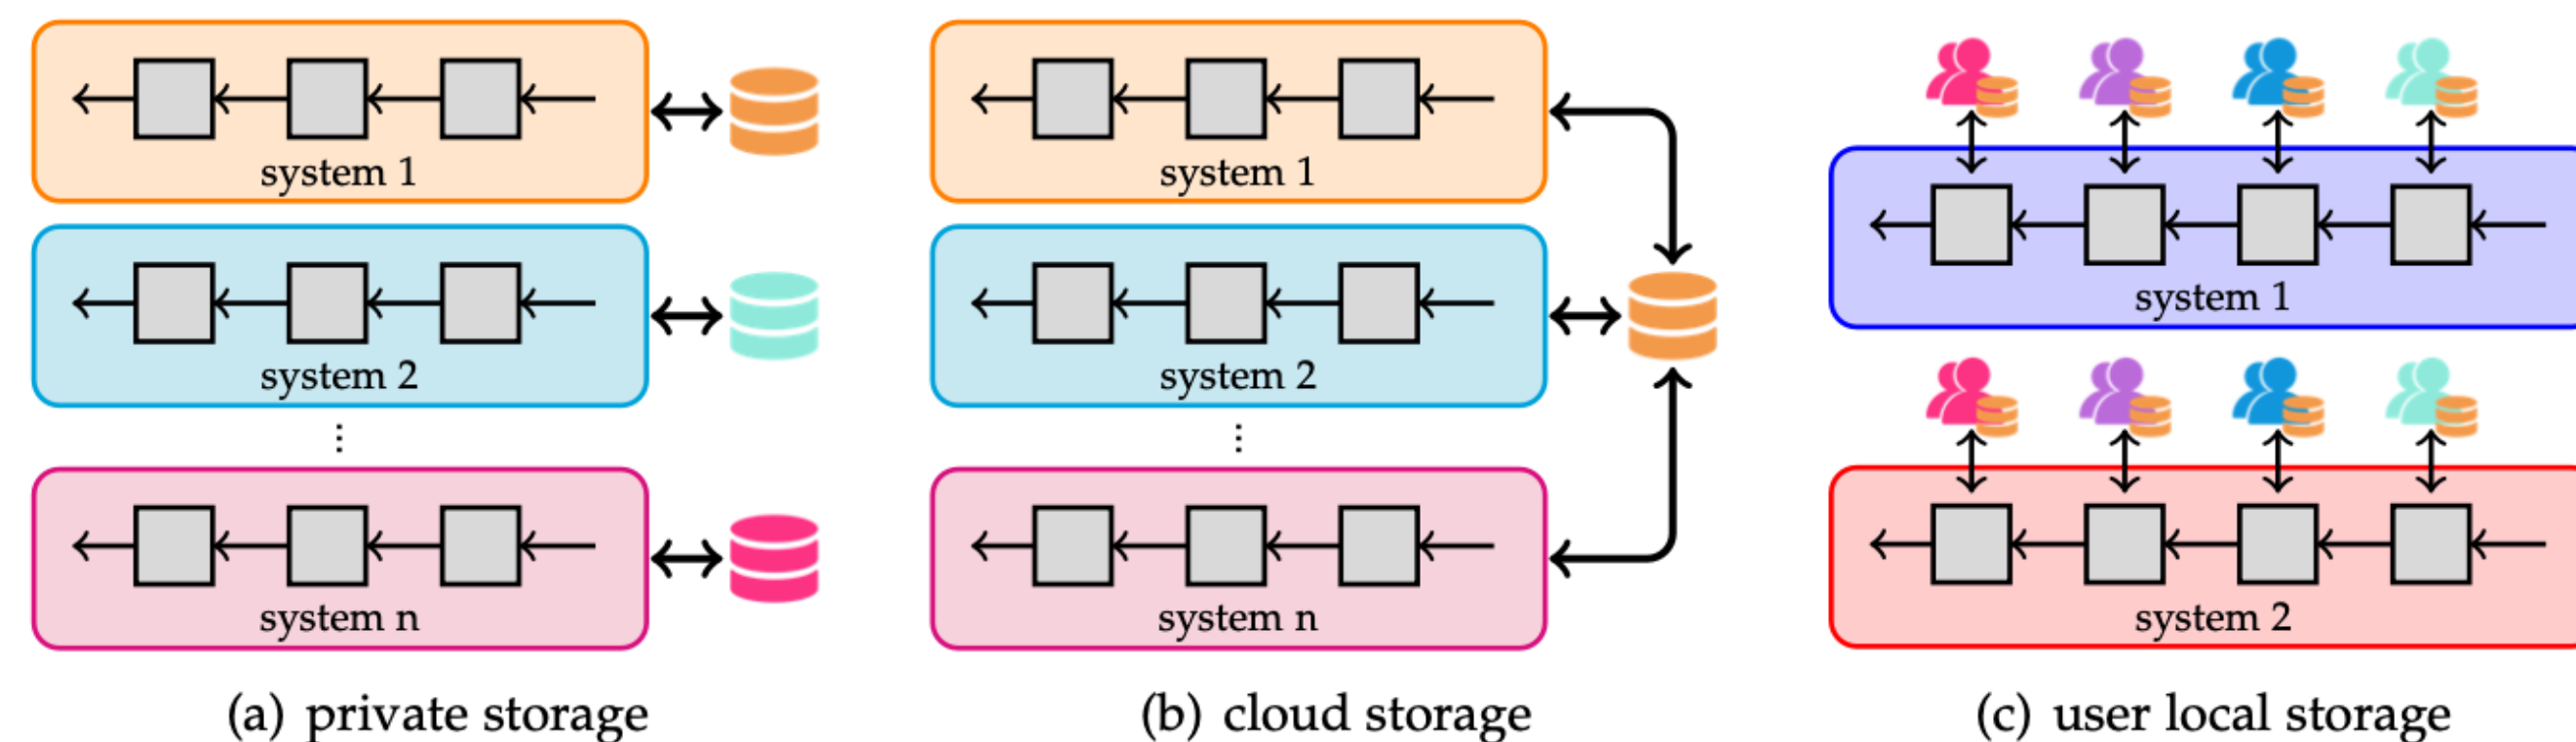 system 1
system 2
system n
(a) private storage
system 1
system 2
system n
(b) cloud storage
system 1
system 2
(c) user local storage